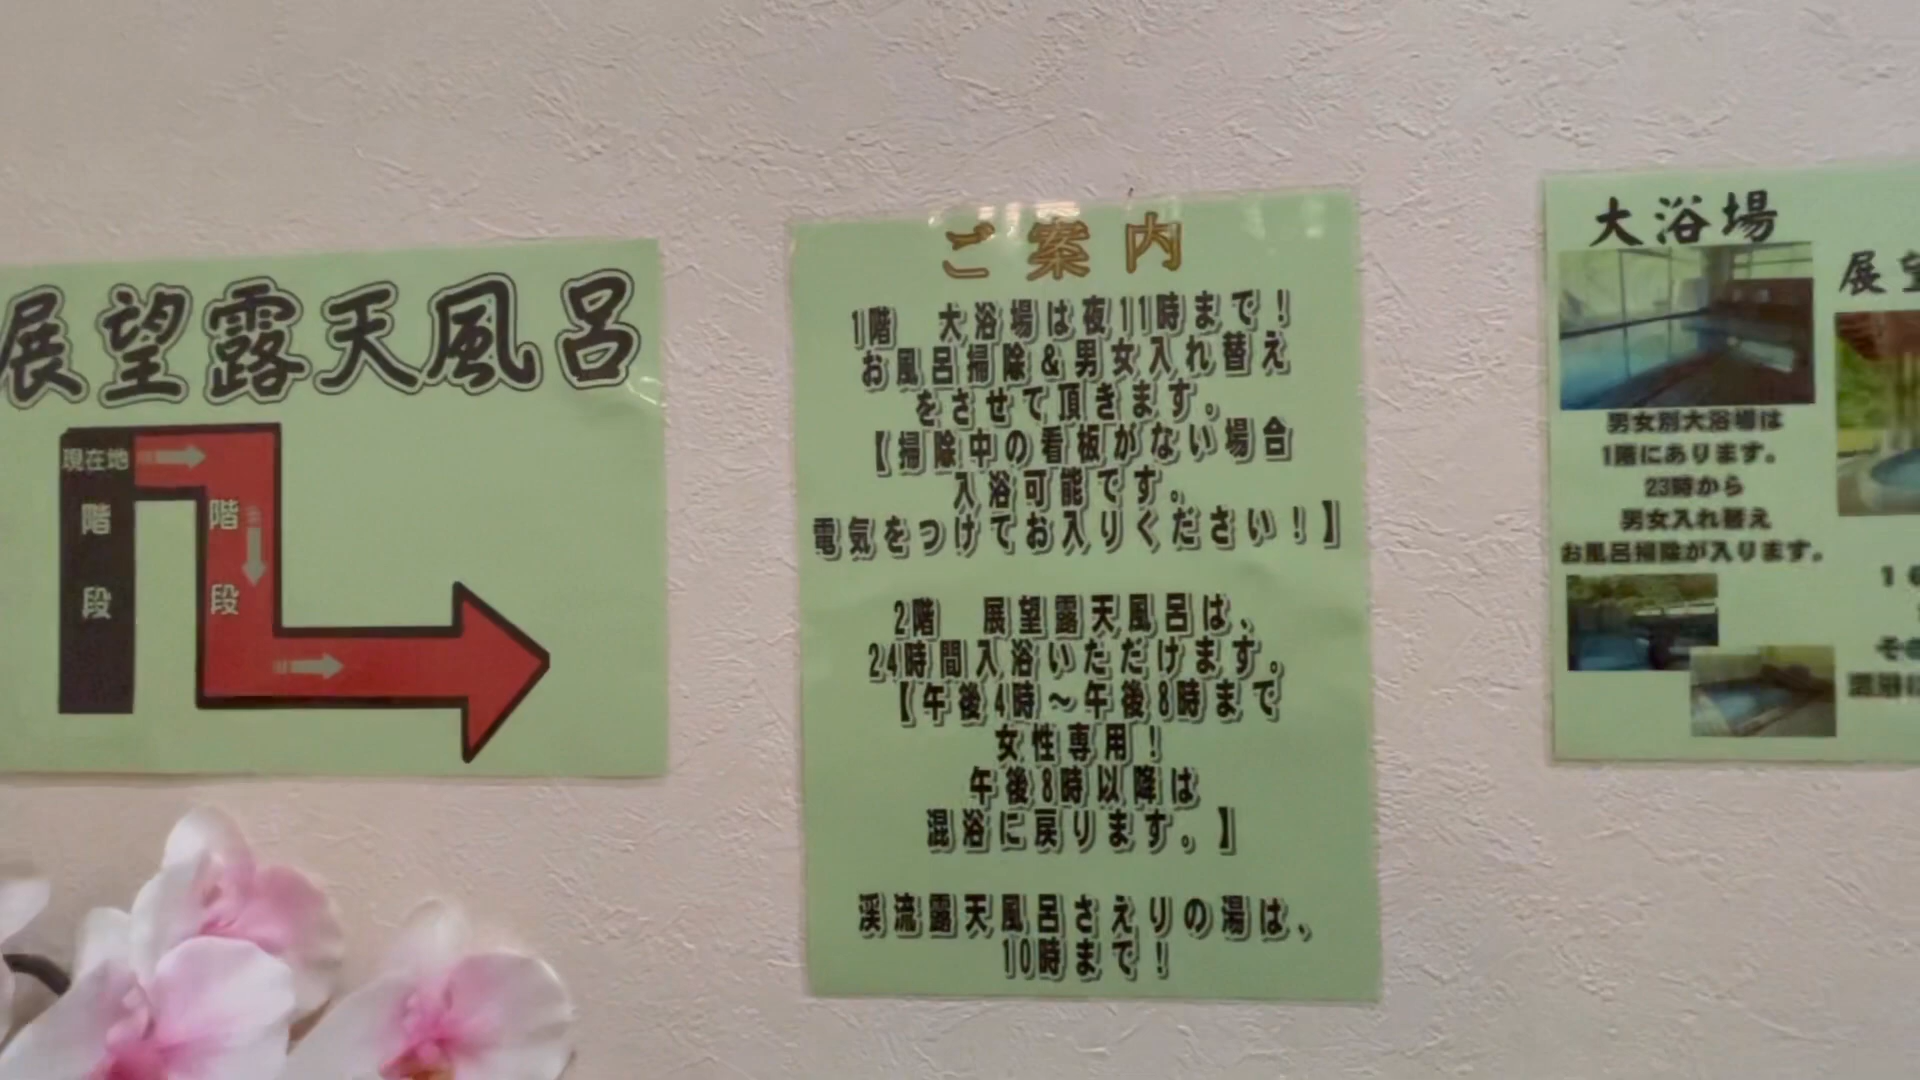 展望露天風呂
現在地
階
段
階
段
ご案内
1階 大浴場は夜11時まで!
お風呂掃除&男女入れ替え
をさせて頂きます。
【掃除中の看板がない場合
入浴可能です。
電気をつけてお入りください!】
2階 展望露天風呂は、
24時間入浴いただけます。
【午後4時～午後8時まで
女性専用!
午後8時以降は
混浴に戻ります。】
渓流露天風呂さえりの湯は、
10時まで!
大浴場
男女別大浴場は
1階にあります。
23時から
男女入れ替え
お風呂掃除が入ります。
展望